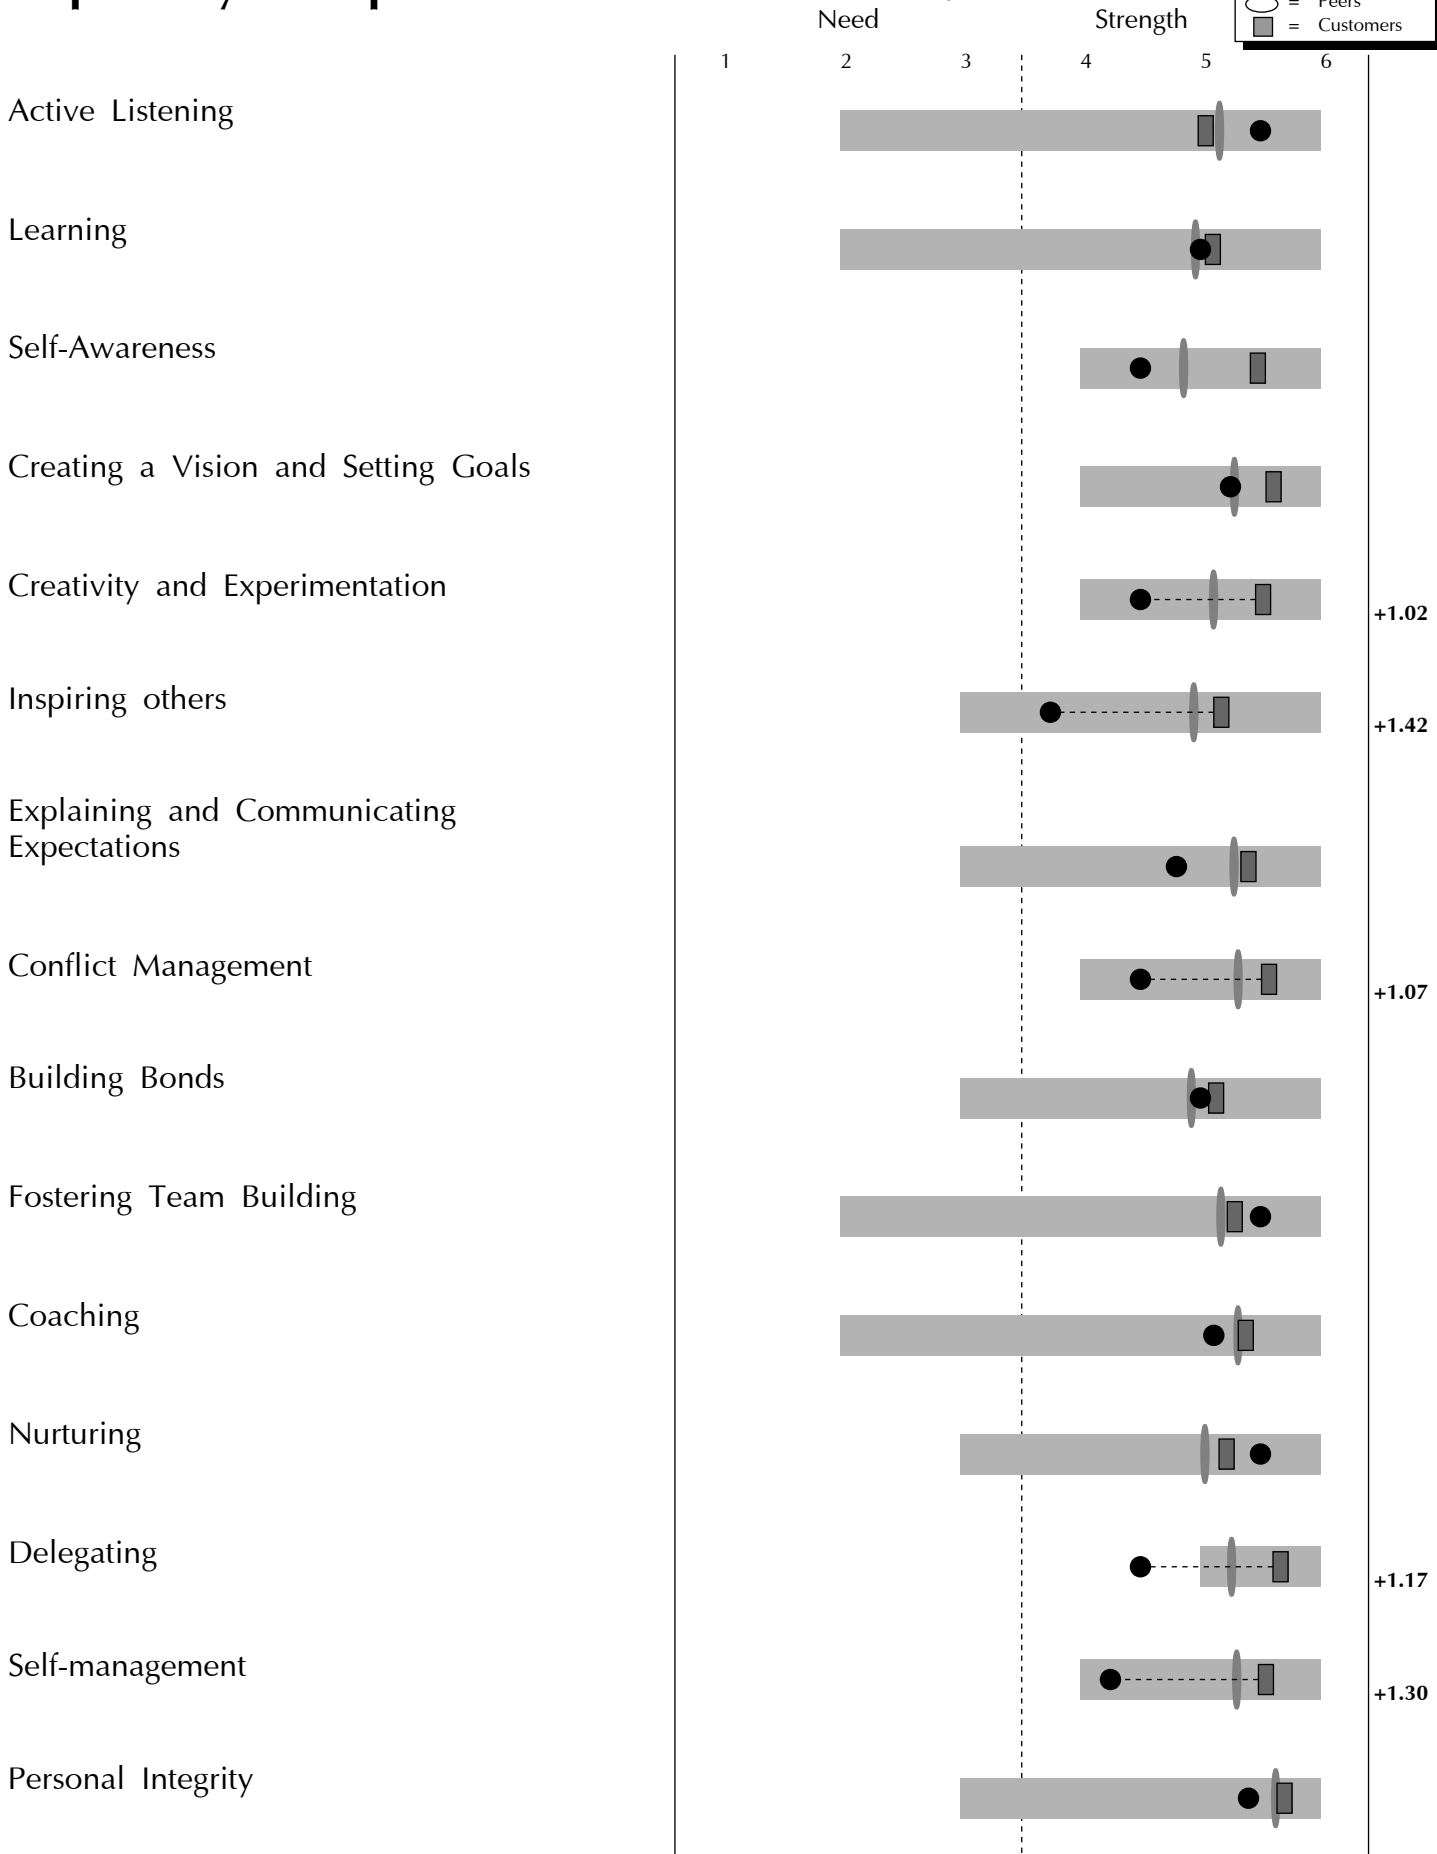 Need
Strength
= Peers
= Customers
1 2 3 4 5 6
Active Listening
Learning
Self-Awareness
Creating a Vision and Setting Goals
Creativity and Experimentation
+1.02
Inspiring others
+1.42
Explaining and Communicating
Expectations
Conflict Management
+1.07
Building Bonds
Fostering Team Building
Coaching
Nurturing
Delegating
+1.17
Self-management
+1.30
Personal Integrity